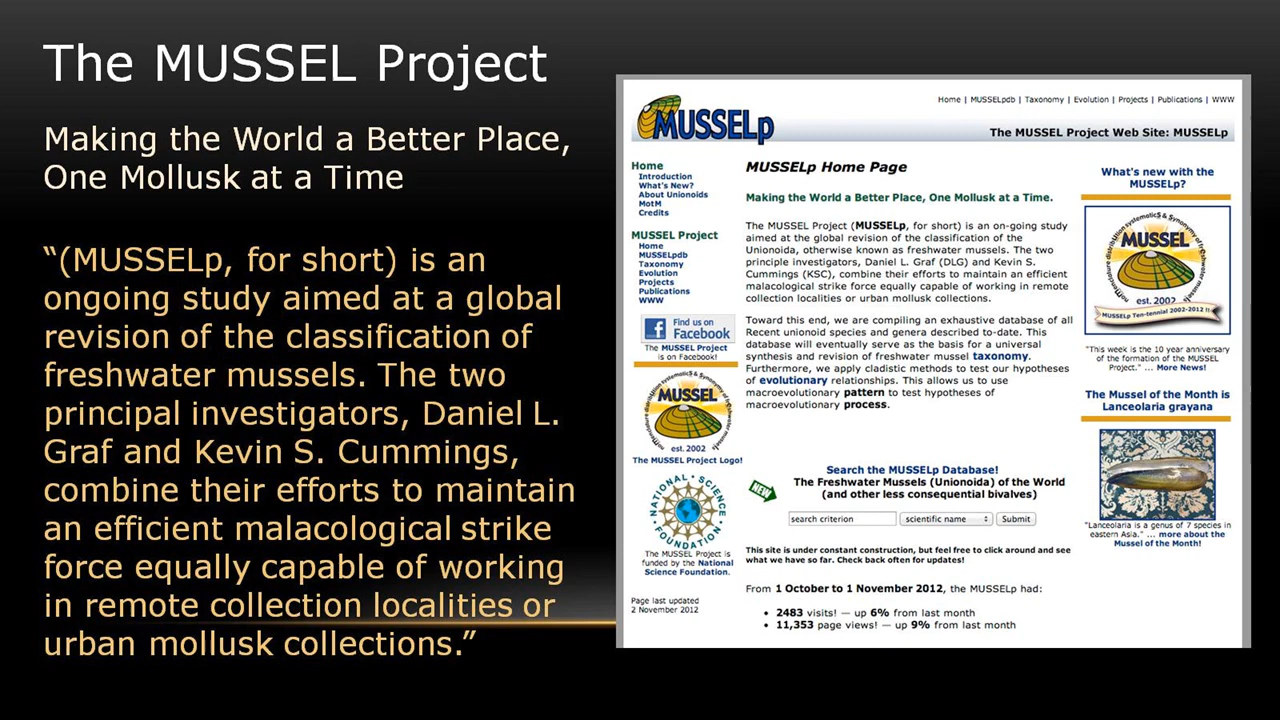 The MUSSEL Project
Making the World a Better Place,
One Mollusk at a Time
“(MUSSELp, for short) is an
ongoing study aimed at a global
revision of the classification of
freshwater mussels. The two
principal investigators, Daniel L.
Graf and Kevin S. Cummings,
combine their efforts to maintain
an efficient malacological strike
force equally capable of working
in remote collection localities or
urban mollusk collections.”
MUSSELp
Home | MUSSELpdb | Taxonomy | Evolution | Projects | Publications | WWW
The MUSSEL Project Web Site: MUSSELp
Home
Introduction
What's New?
About Unionoids
MotM
Credits
MUSSEL Project
Home
MUSSELpdb
Taxonomy
Evolution
Projects
Publications
WWW
Find us on
Facebook
The MUSSEL Project
is on Facebook!
MUSSEL
est. 2002
The MUSSEL Project Logo!
NATIONAL SCIENCE FOUNDATION
The MUSSEL Project is
funded by the National
Science Foundation.
Page last updated
2 November 2012
MUSSELp Home Page
Making the World a Better Place, One Mollusk at a Time.
The MUSSEL Project (MUSSELp, for short) is an on-going study
aimed at the global revision of the classification of the
Unionoida, otherwise known as freshwater mussels. The two
principle investigators, Daniel L. Graf (DLG) and Kevin S.
Cummings (KSC), combine their efforts to maintain an efficient
malacological strike force equally capable of working in remote
collection localities or urban mollusk collections.
Toward this end, we are compiling an exhaustive database of all
Recent unionoid species and genera described to-date. This
database will eventually serve as the basis for a universal
synthesis and revision of freshwater mussel taxonomy.
Furthermore, we apply cladistic methods to test our hypotheses
of evolutionary relationships. This allows us to use
macroevolutionary pattern to test hypotheses of
macroevolutionary process.
NEW
Search the MUSSELp Database!
The Freshwater Mussels (Unionoida) of the World
(and other less consequential bivalves)
search criterion
scientific name
Submit
This site is under constant construction, but feel free to click around and see
what we have so far. Check back often for updates!
From 1 October to 1 November 2012, the MUSSELp had:
• 2483 visits! — up 6% from last month
• 11,353 page views! — up 9% from last month
What's new with the
MUSSELp?
MUSSEL
est. 2002
MUSSELp Ten-tennial 2002-2012 !!
"This week is the 10 year anniversary
of the formation of the MUSSEL
Project." ... More News!
The Mussel of the Month is
Lanceolaria grayana
"Lanceolaria is a genus of 7 species in
eastern Asia." ... more about the
Mussel of the Month!